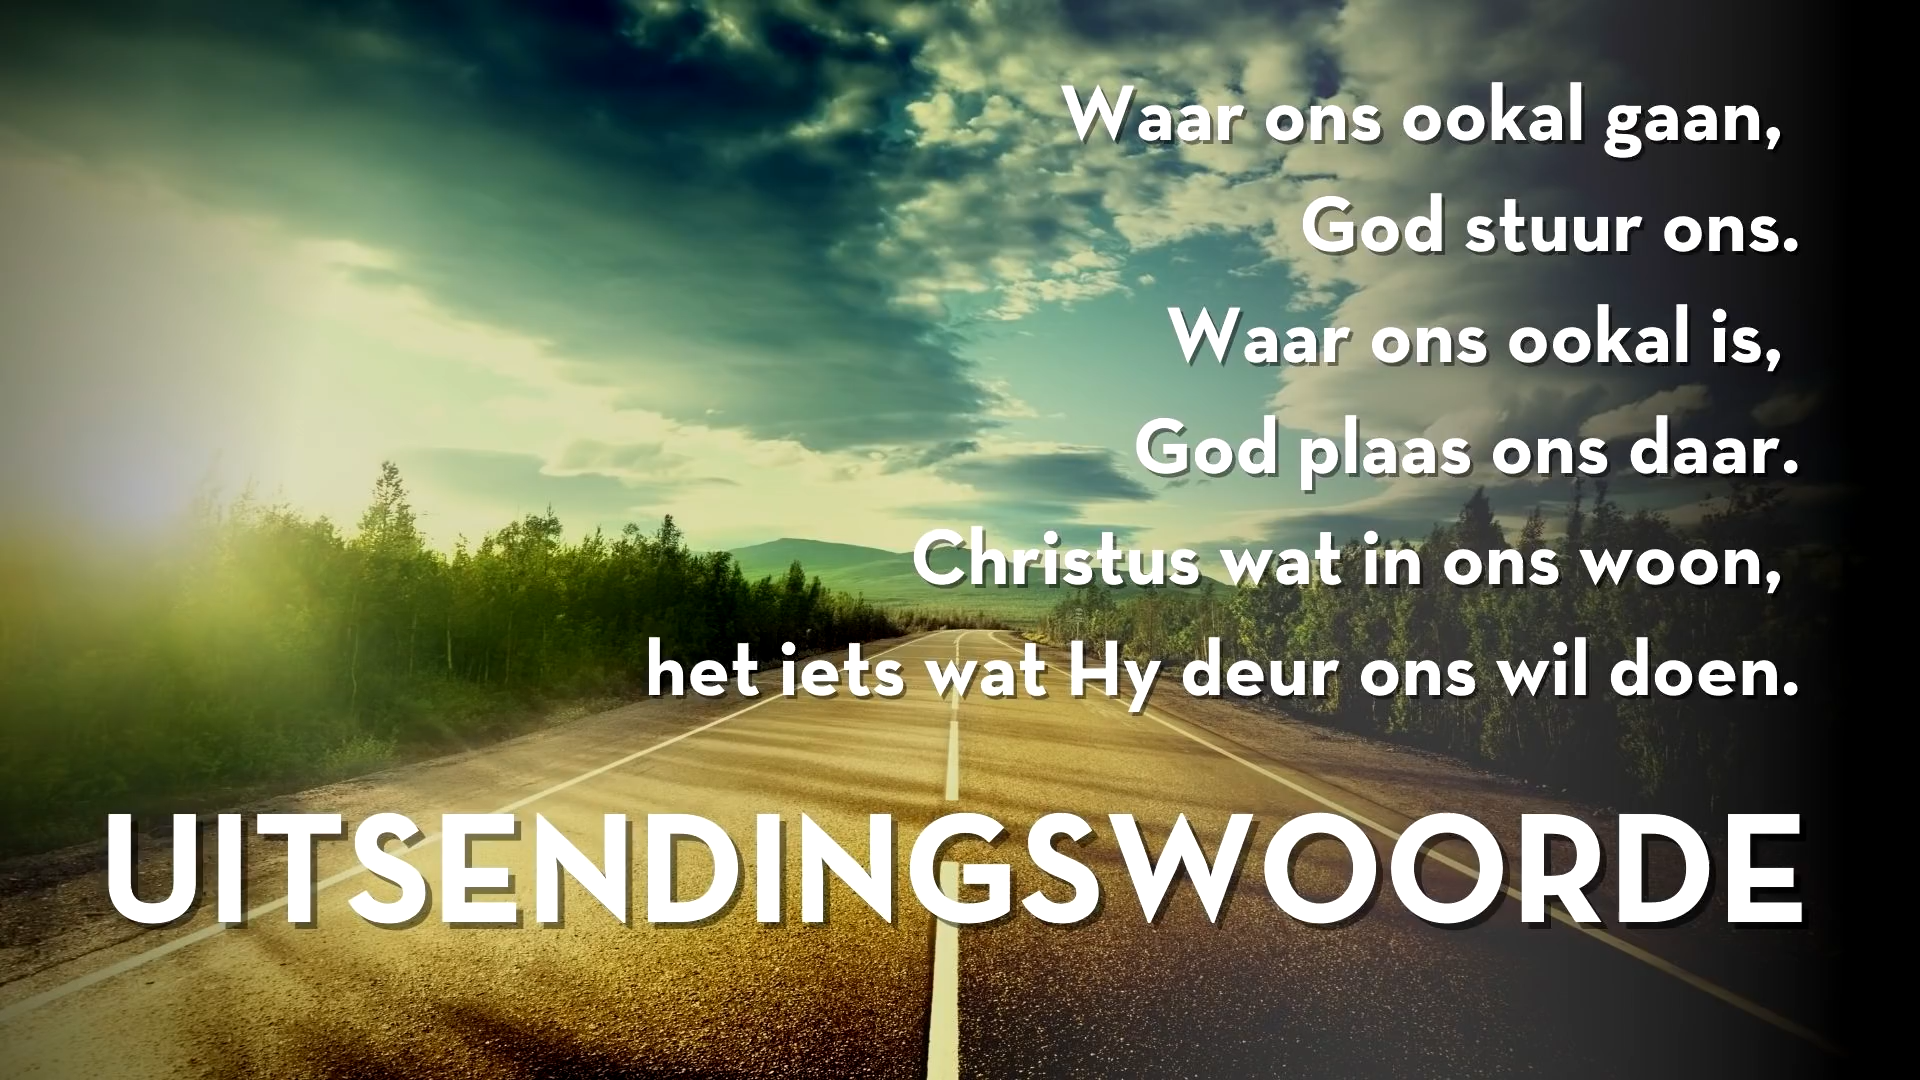 Waar ons ookal gaan,
God stuur ons.
Waar ons ookal is,
God plaas ons daar.
Christus wat in ons woon,
het iets wat Hy deur ons wil doen.
UITSENDINGSWOORDE